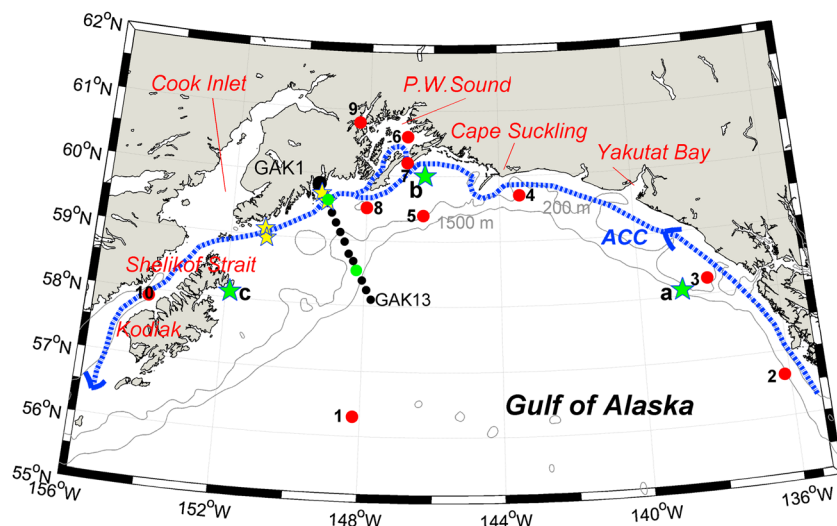 62°N
61°N
60°N
59°N
58°N
57°N
56°N
55°N
156°W
152°W
148°W
144°W
140°W
136°W
Cook Inlet
P.W.Sound
Cape Suckling
Yakutat Bay
9
6
GAK1
7
b
8
5
4
200 m
1500 m
ACC
Shelikof Strait
10
c
Kodiak
GAK13
a
3
2
1
Gulf of Alaska